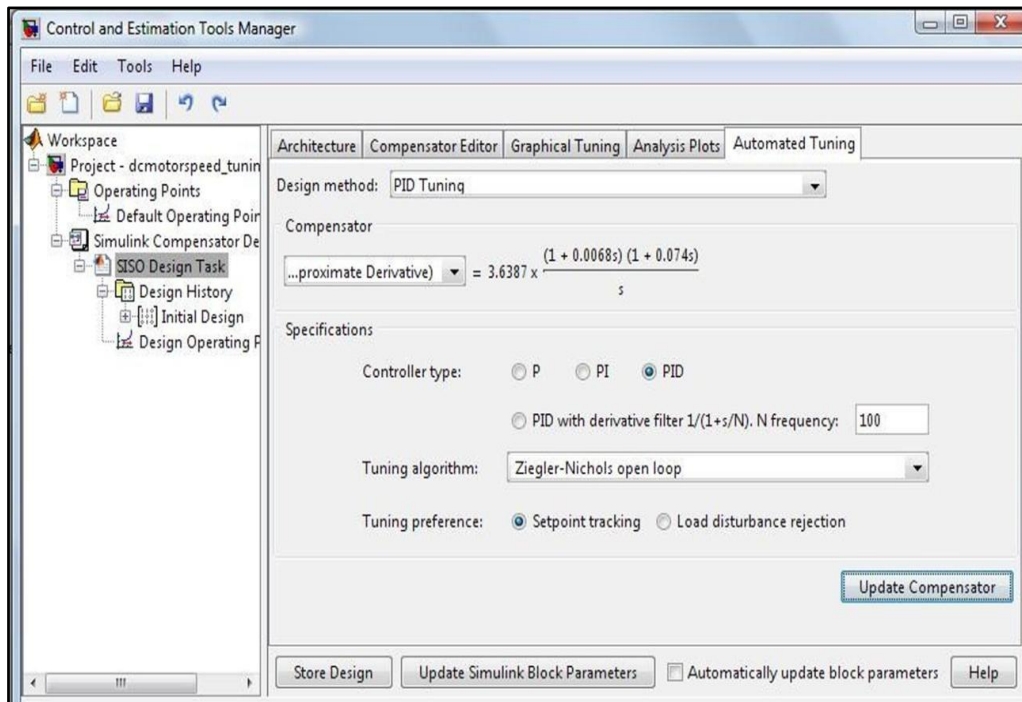 Control and Estimation Tools Manager
File Edit Tools Help
Workspace
Project - dcmotorspeed_tunin
Operating Points
Default Operating Poin
Simulink Compensator De
SISO Design Task
Design History
Initial Design
Design Operating P
Architecture Compensator Editor Graphical Tuning Analysis Plots Automated Tuning
Design method: PID Tuning
Compensator
(1 + 0.0068s) (1 + 0.074s)
...proximate Derivative) = 3.6387 x
s
Specifications
Controller type: P PI PID
PID with derivative filter 1/(1+s/N). N frequency: 100
Tuning algorithm: Ziegler-Nichols open loop
Tuning preference: Setpoint tracking Load disturbance rejection
Update Compensator
Store Design Update Simulink Block Parameters Automatically update block parameters Help